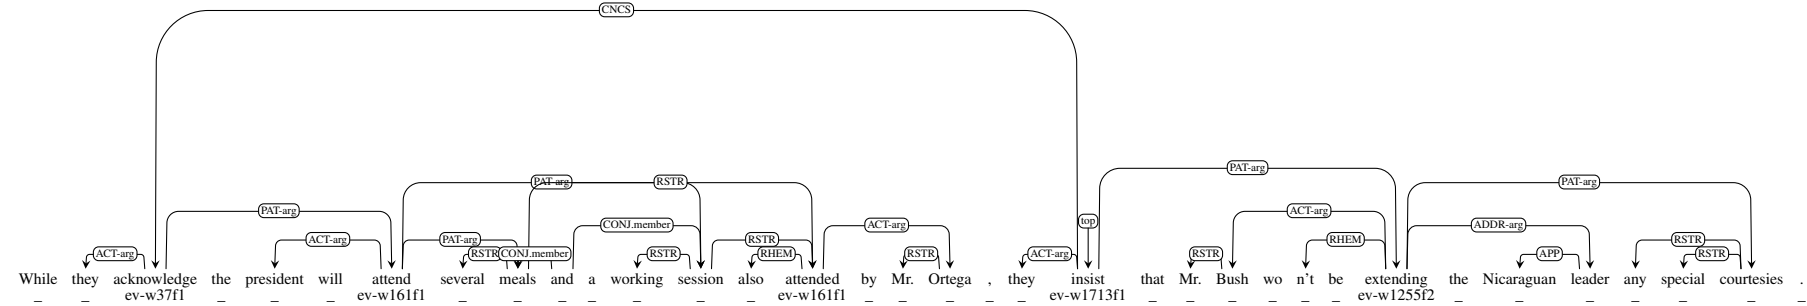 CNCS
PAT-arg RSTR PAT-arg PAT-arg
PAT-arg CONJ.member ACT-arg ACT-arg ADDR-arg
ACT-arg ACT-arg PAT-arg RSTR CONJ.member RSTR RSTR RHEM RSTR ACT-arg top RSTR RHEM APP RSTR RSTR
While they acknowledge the president will attend several meals and a working session also attended by Mr. Ortega , they insist that Mr. Bush wo n't be extending the Nicaraguan leader any special courtesies .
_ _ ev-w37f1 _ _ _ ev-w161f1 _ _ _ _ _ _ _ ev-w161f1 _ _ _ _ _ ev-w1713f1 _ _ _ _ _ _ ev-w1255f2 _ _ _ _ _ _ _